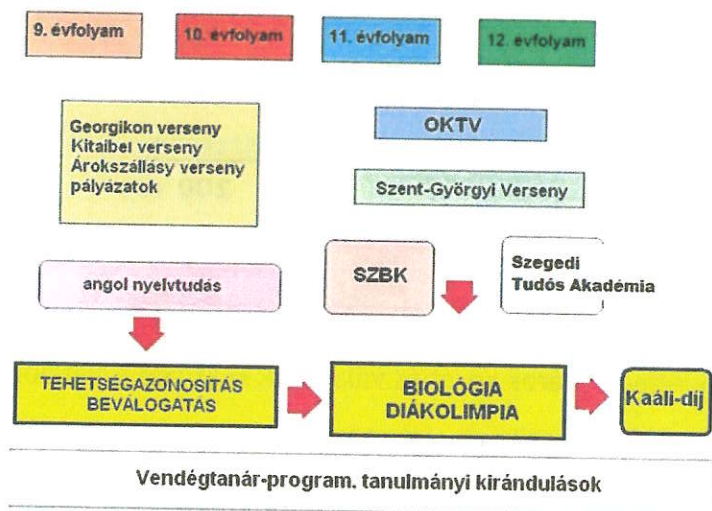 9. évfolyam
10. évfolyam
11. évfolyam
12. évfolyam
Georgikon verseny
Kitaibel verseny
Árokszállásy verseny
pályázatok
OKTV
Szent-Györgyi Verseny
angol nyelvtudás
SZBK
Szegedi
Tudós Akadémia
TEHETSÉGAZONOSÍTÁS
BEVÁLOGATÁS
BIOLÓGIA
DIÁKOLIMPIA
Kaáli-díj
Vendégtanár-program. tanulmányi kirándulások